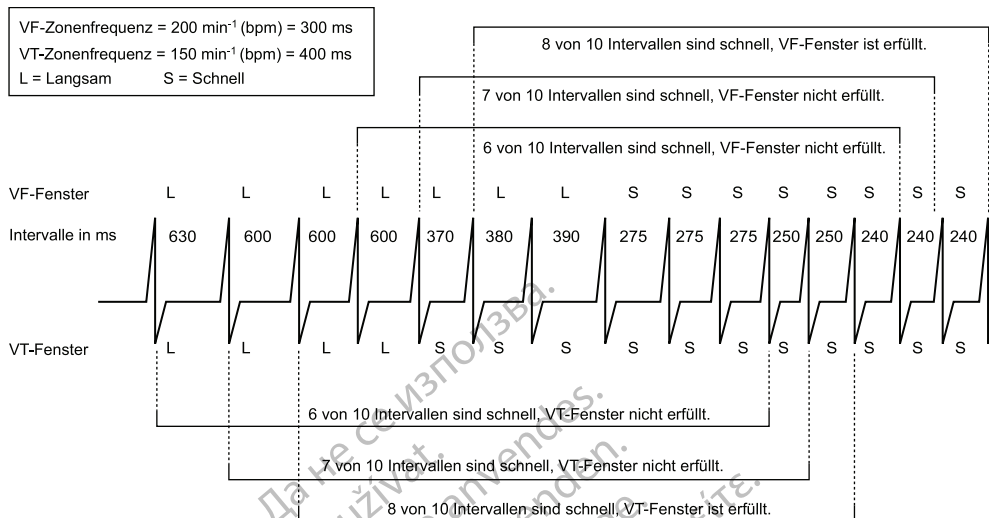 VF-Zonenfrequenz = 200 min⁻¹ (bpm) = 300 ms
VT-Zonenfrequenz = 150 min⁻¹ (bpm) = 400 ms
L = Langsam S = Schnell
8 von 10 Intervallen sind schnell, VF-Fenster ist erfüllt.
7 von 10 Intervallen sind schnell, VF-Fenster nicht erfüllt.
6 von 10 Intervallen sind schnell, VF-Fenster nicht erfüllt.
VF-Fenster L L L L L L L S S S S S S S S
Intervalle in ms 630 600 600 600 370 380 390 275 275 275 250 250 240 240 240
VT-Fenster L L L L S S S S S S S S S S S
6 von 10 Intervallen sind schnell, VT-Fenster nicht erfüllt.
7 von 10 Intervallen sind schnell, VT-Fenster nicht erfüllt.
8 von 10 Intervallen sind schnell, VT-Fenster ist erfüllt.
Да не се използва.